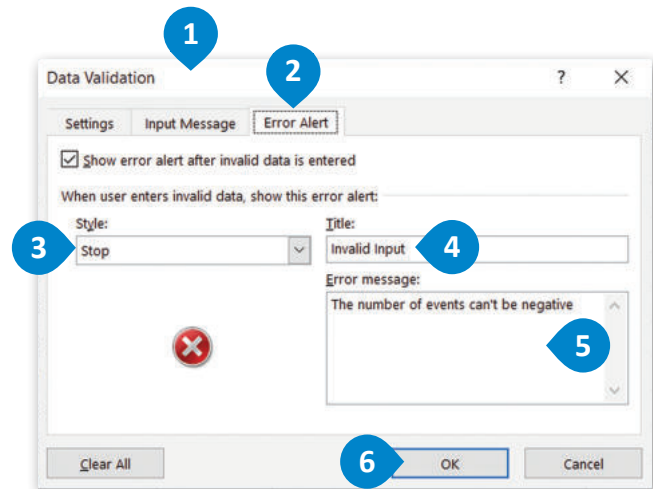 1
Data Validation
2
? ×
Settings Input Message Error Alert
Show error alert after invalid data is entered
When user enters invalid data, show this error alert:
Style:
3
Stop
Title:
Invalid Input
4
Error message:
The number of events can't be negative
5
Clear All
6
OK
Cancel